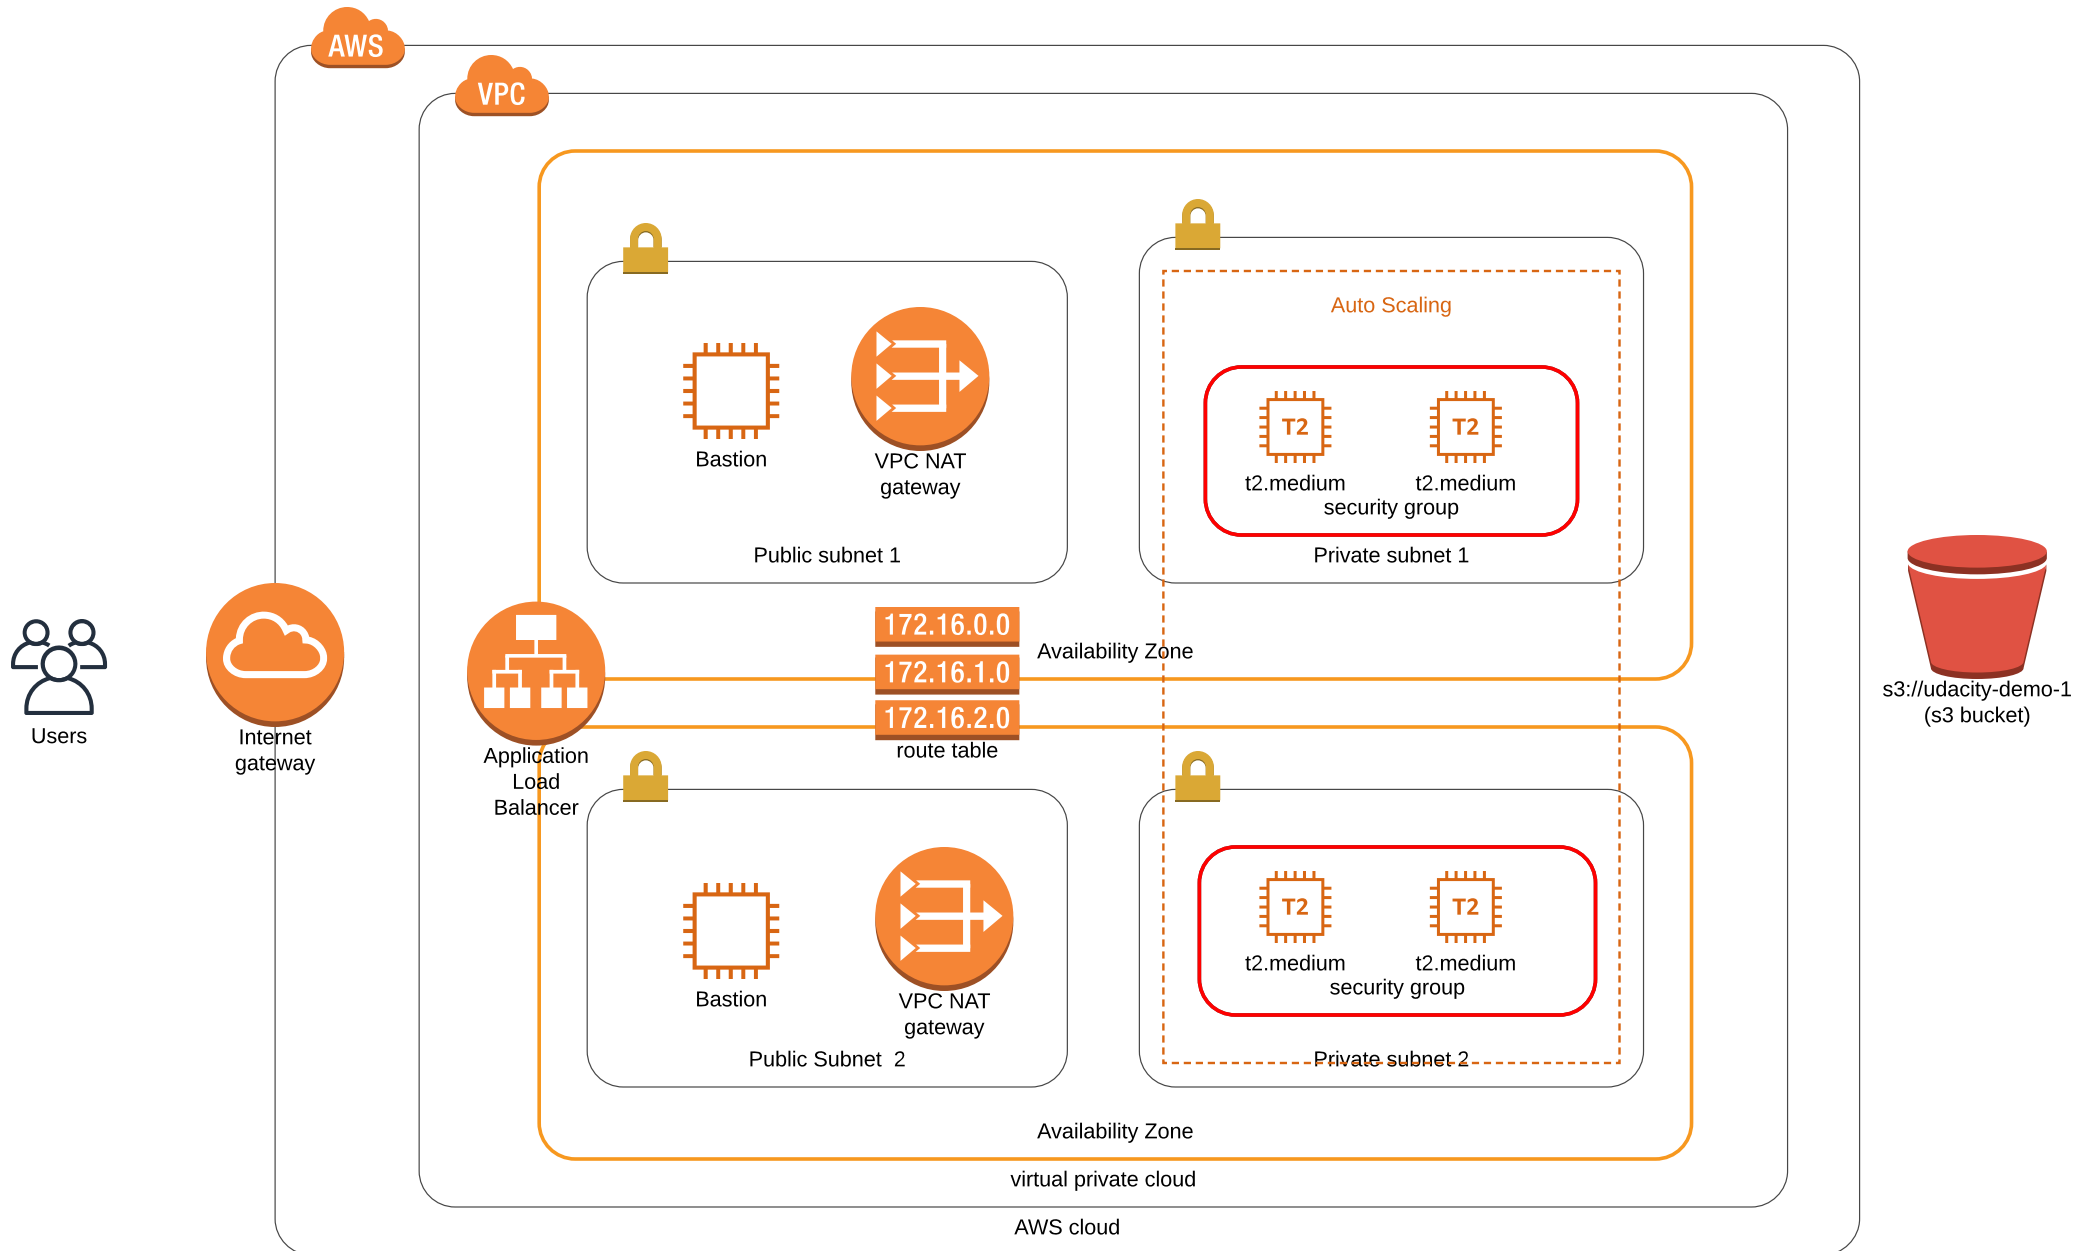 AWS
VPC
Auto Scaling
T2
T2
Bastion
VPC NAT
gateway
t2.medium
t2.medium
security group
Public subnet 1
Private subnet 1
172.16.0.0
Availability Zone
172.16.1.0
172.16.2.0
route table
Users
Internet
gateway
Application
Load
Balancer
s3://udacity-demo-1
(s3 bucket)
T2
T2
Bastion
VPC NAT
gateway
t2.medium
t2.medium
security group
Public Subnet  2
Private subnet 2
Availability Zone
virtual private cloud
AWS cloud